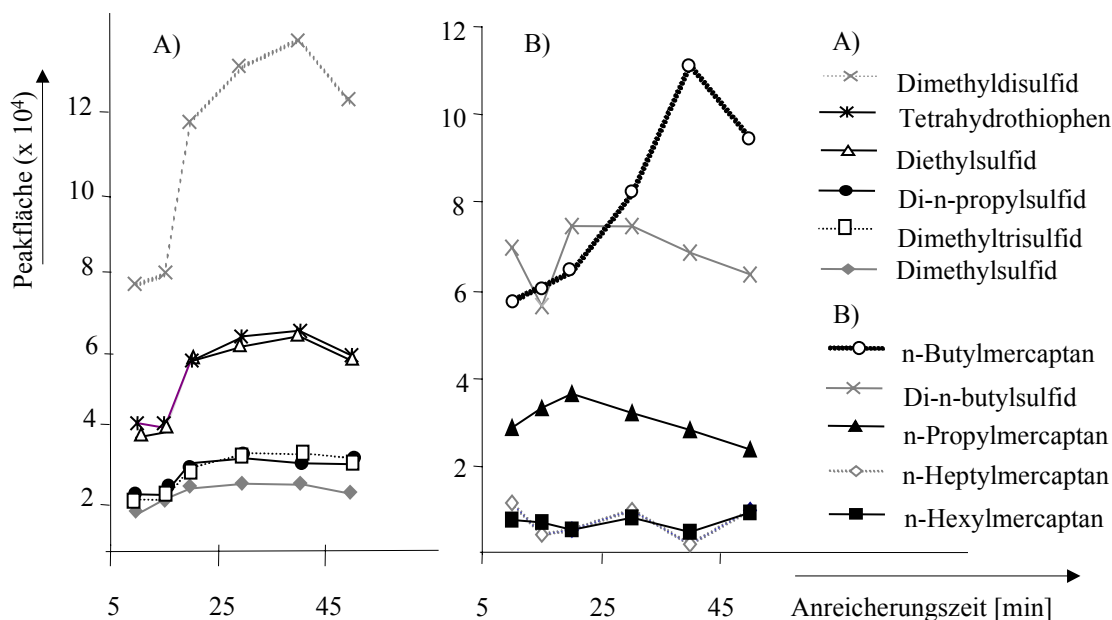 A)
12
10
8
6
4
2
5
25
45
Peakfläche (x 10⁴)
B)
12
10
8
6
4
2
5
25
45
Anreicherungszeit [min]
A)
Dimethyldisulfid
Tetrahydrothiophen
Diethylsulfid
Di-n-propylsulfid
Dimethyltrisulfid
Dimethylsulfid
B)
n-Butylmercaptan
Di-n-butylsulfid
n-Propylmercaptan
n-Heptylmercaptan
n-Hexylmercaptan